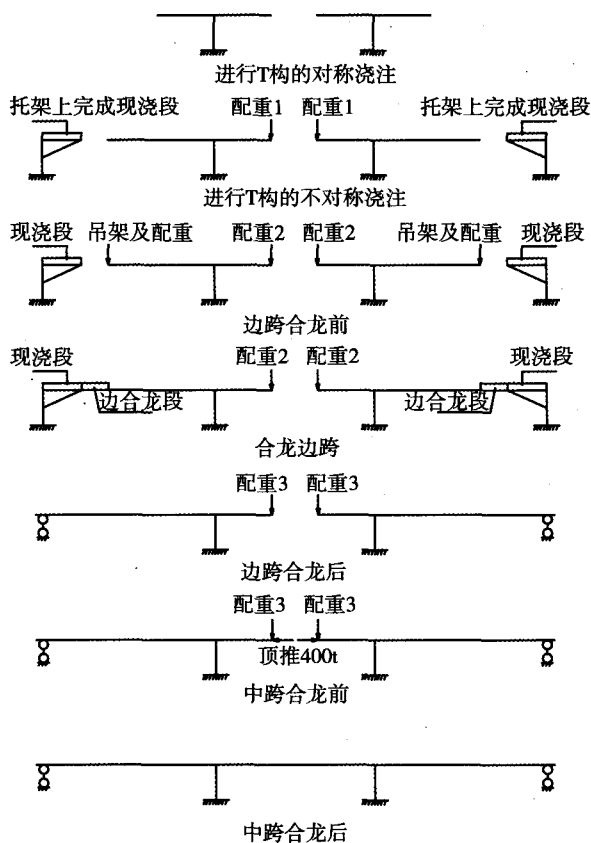 进行T构的对称浇注
托架上完成现浇段 配重1 配重1 托架上完成现浇段
进行T构的不对称浇注
现浇段 吊架及配重 配重2 配重2 吊架及配重 现浇段
边跨合龙前
现浇段 配重2 配重2 现浇段
边合龙段 边合龙段
合龙边跨
配重3 配重3
边跨合龙后
配重3 配重3
顶推400t
中跨合龙前
中跨合龙后